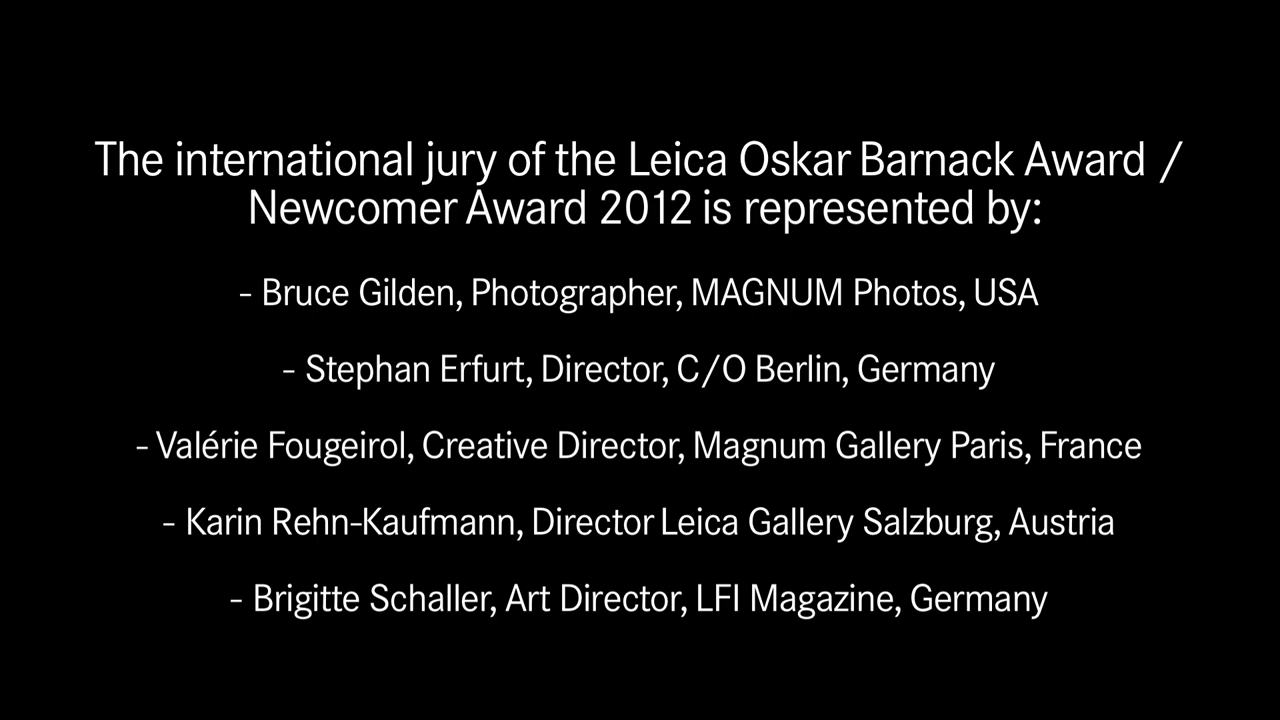 The international jury of the Leica Oskar Barnack Award /
Newcomer Award 2012 is represented by:
- Bruce Gilden, Photographer, MAGNUM Photos, USA
- Stephan Erfurt, Director, C/O Berlin, Germany
- Valérie Fougeirol, Creative Director, Magnum Gallery Paris, France
- Karin Rehn-Kaufmann, Director Leica Gallery Salzburg, Austria
- Brigitte Schaller, Art Director, LFI Magazine, Germany